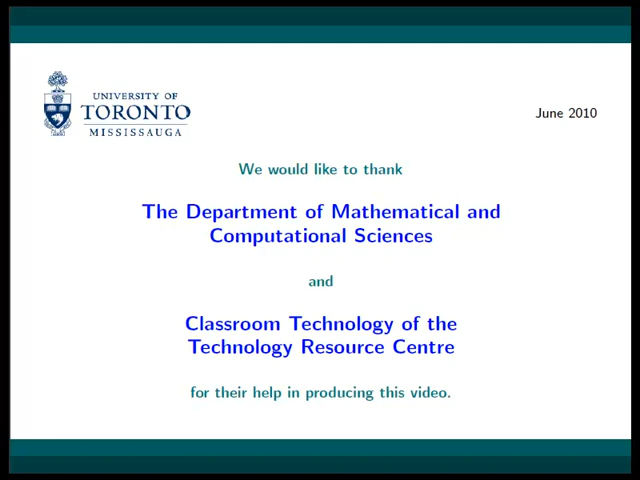 UNIVERSITY OF
TORONTO
MISSISSAUGA
June 2010
We would like to thank
The Department of Mathematical and
Computational Sciences
and
Classroom Technology of the
Technology Resource Centre
for their help in producing this video.